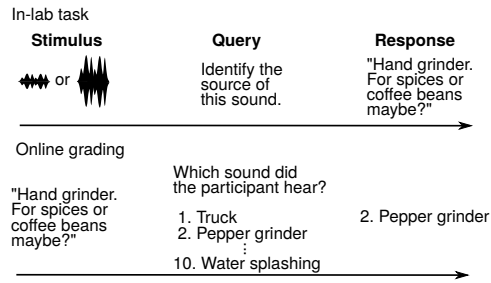 In-lab task
Stimulus Query Response
or
Identify the
source of
this sound.
"Hand grinder.
For spices or
coffee beans
maybe?"
Online grading
"Hand grinder.
For spices or
coffee beans
maybe?"
Which sound did
the participant hear?
1. Truck
2. Pepper grinder
⋮
10. Water splashing
2. Pepper grinder